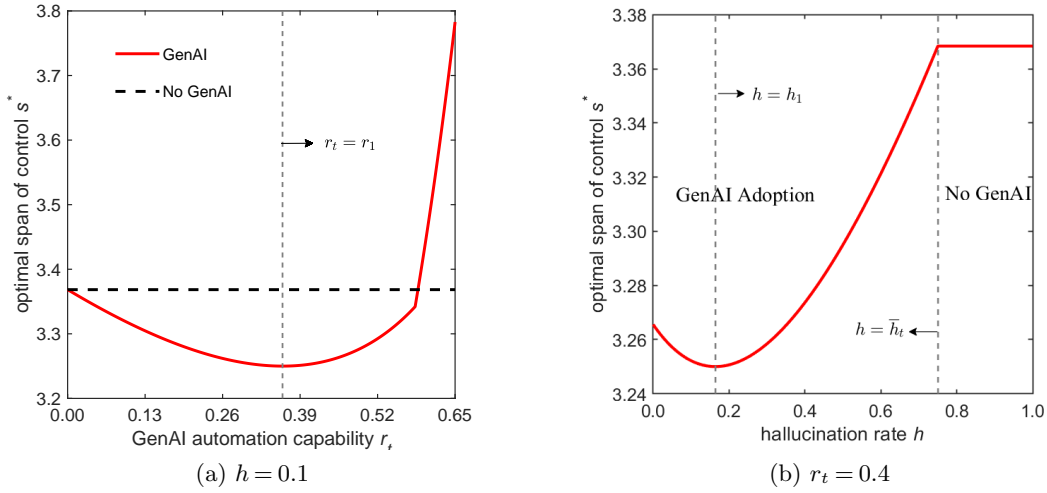 3.8
3.7
3.6
3.5
3.4
3.3
3.2
optimal span of control s*
GenAI
No GenAI
r_t = r_1
0.00 0.13 0.26 0.39 0.52 0.65
GenAI automation capability r_t
(a) h = 0.1
3.38
3.36
3.34
3.32
3.30
3.28
3.26
3.24
optimal span of control s*
h = h_1
GenAI Adoption
No GenAI
h = h̅_t
0.0 0.2 0.4 0.6 0.8 1.0
hallucination rate h
(b) r_t = 0.4